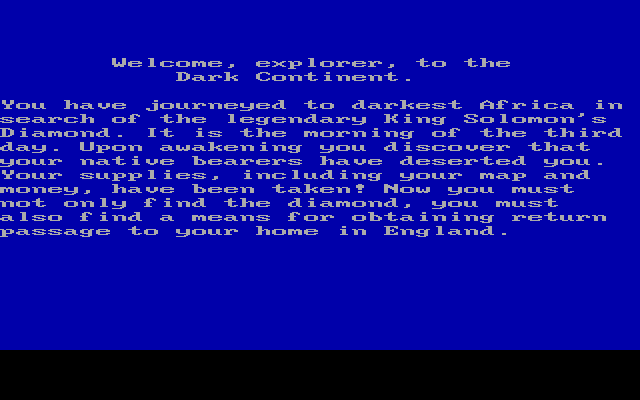 Welcome, explorer, to the
Dark Continent.
You have journeyed to darkest Africa in
search of the legendary King Solomon's
Diamond. It is the morning of the third
day. Upon awakening you discover that
your native bearers have deserted you.
Your supplies, including your map and
money, have been taken! Now you must
not only find the diamond, you must
also find a means for obtaining return
passage to your home in England.